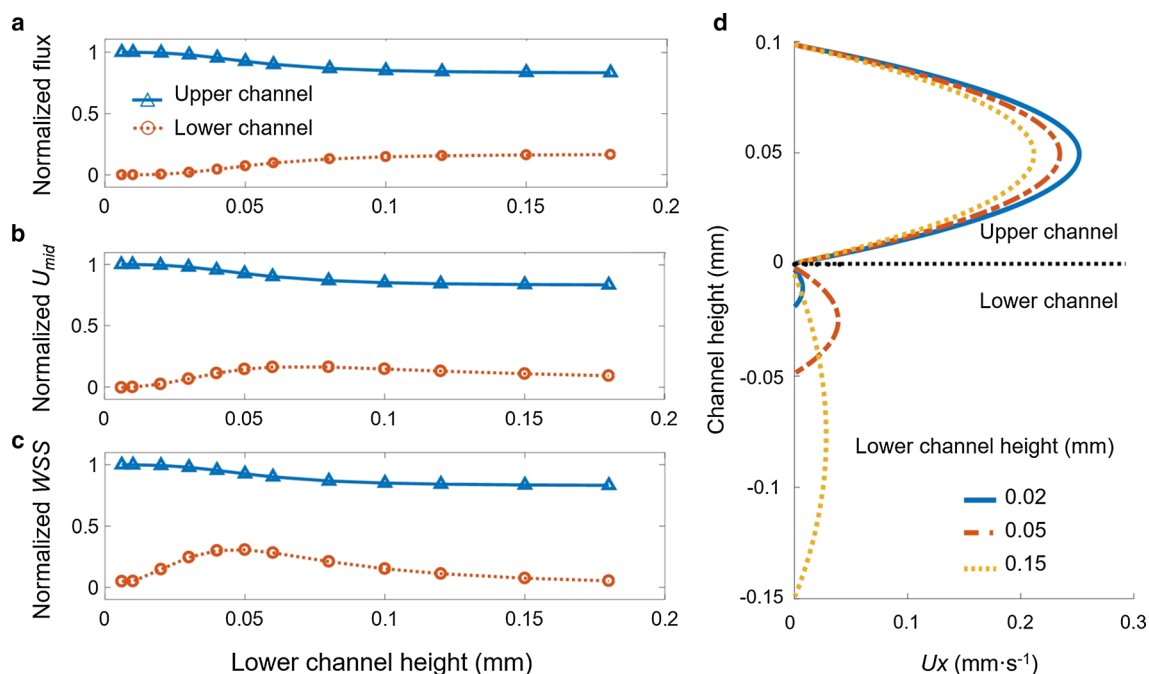 a
Normalized flux
1
0.5
0
Upper channel
Lower channel
0 0.05 0.1 0.15 0.2
b
Normalized Umid
1
0.5
0
0 0.05 0.1 0.15 0.2
c
Normalized WSS
1
0.5
0
0 0.05 0.1 0.15 0.2
Lower channel height (mm)
d
Channel height (mm)
0.1
0.05
0
-0.05
-0.1
-0.15
Upper channel
Lower channel
Lower channel height (mm)
0.02
0.05
0.15
0 0.1 0.2 0.3
Ux (mm·s-1)